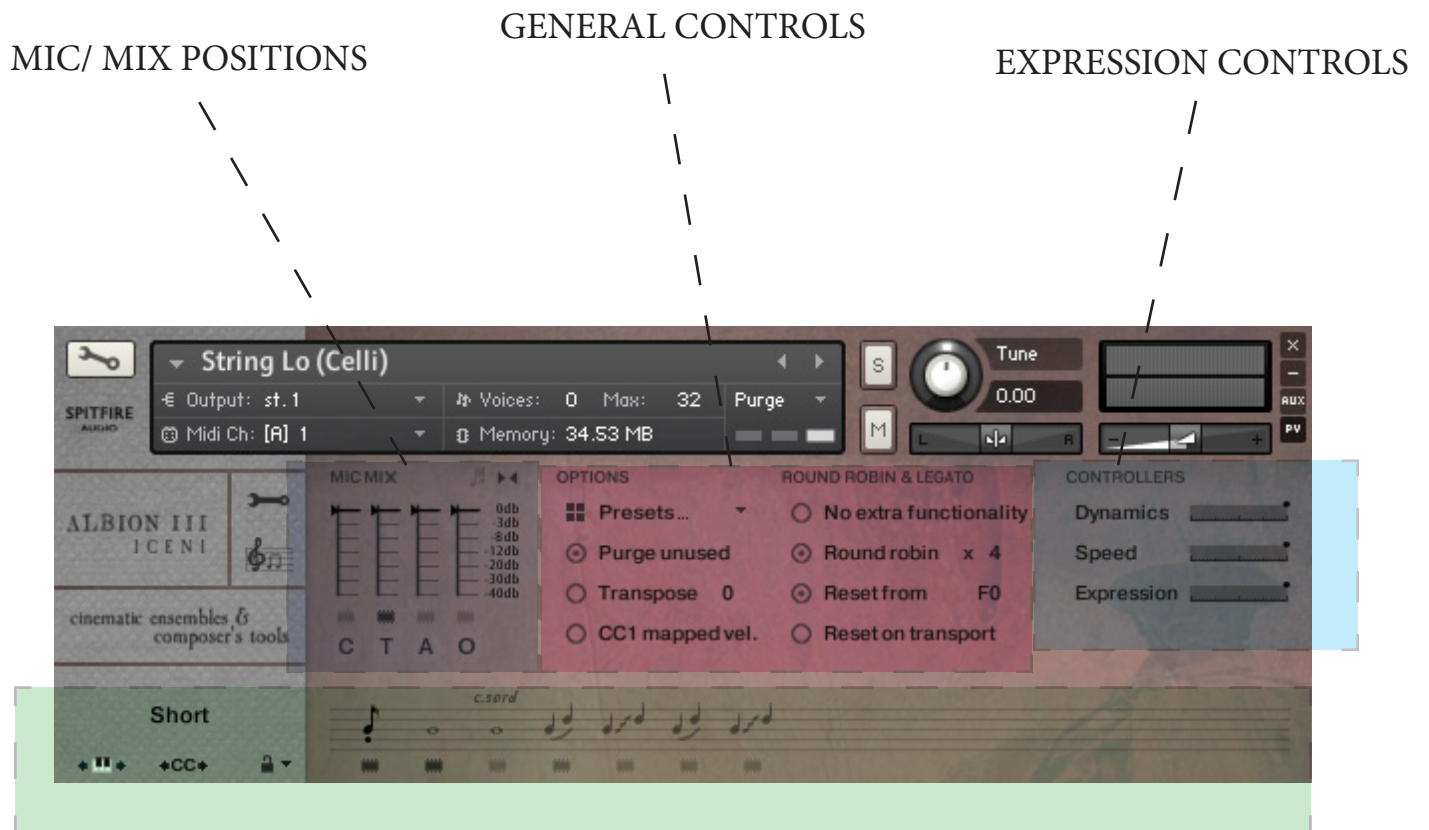 GENERAL CONTROLS
MIC/ MIX POSITIONS
EXPRESSION CONTROLS
String Lo (Celli)
S
Tune
0.00
X
−
AUX
PV
SPITFIRE
AUDIO
Output: st. 1
Voices: 0 Max: 32
Purge
Midi Ch: [A] 1
Memory: 34.53 MB
M
L
R
−
+
MIC MIX
OPTIONS
ROUND ROBIN & LEGATO
CONTROLLERS
0db
-3db
-8db
-12db
-20db
-30db
-40db
C T A O
Presets...
Purge unused
Transpose 0
CC1 mapped vel.
No extra functionality
Round robin x 4
Reset from F0
Reset on transport
Dynamics
Speed
Expression
ALBION III
ICENI
cinematic ensembles &
composer's tools
Short
c.sord
CC